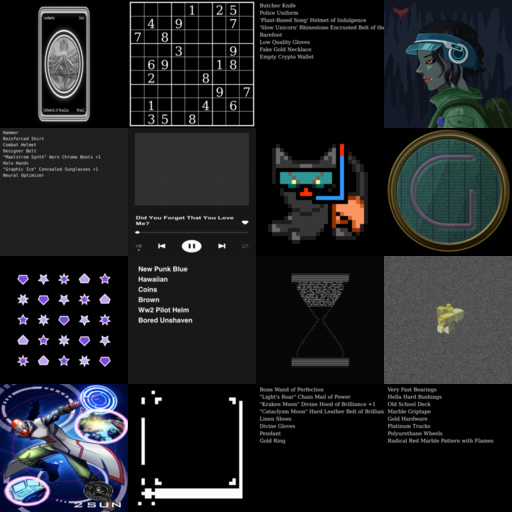 Cathedral of Brasilia Brazil
1 2 5
4 9 7
7 8
3 9
6 9 1 8
2 8
9 7
1 4 6
3 5 8
Butcher Knife
Police Uniform
'Plant-Based Song' Helmet of Indulgence
'Slow Unicorn' Rhinestone Encrusted Belt of the
Barefoot
Low Quality Gloves
Fake Gold Necklace
Empty Crypto Wallet
Hammer
Reinforced Shirt
Combat Helmet
Designer Belt
"Maelstrom Synth" Worn Chrome Boots +1
Holo Hands
"Graphic Ice" Concealed Sunglasses +1
Neural Optimizer
Did You Forget That You Love
Me?
New Punk Blue
Hawaiian
Coins
Brown
Ww2 Pilot Helm
Bored Unshaven
2SUN
Bone Wand of Perfection
"Light's Roar" Chain Mail of Power
"Kraken Moon" Divine Hood of Brilliance +1
"Cataclysm Moon" Hard Leather Belt of Brillian
Linen Shoes
Divine Gloves
Pendant
Gold Ring
Very Fast Bearings
Hella Hard Bushings
Old School Deck
Marble Griptape
Gold Hardware
Platinum Trucks
Polyurethane Wheels
Radical Red Marble Pattern with Flames